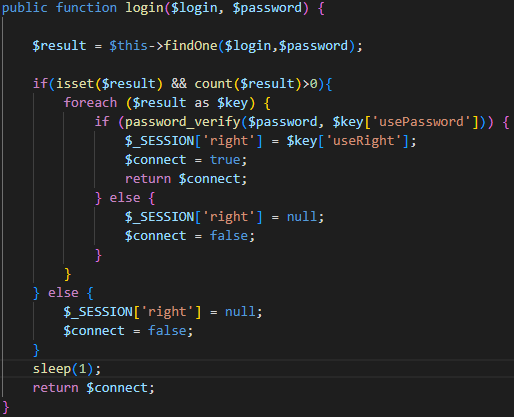 public function login($login, $password) {
$result = $this->findOne($login,$password);
if(isset($result) && count($result)>0){
foreach ($result as $key) {
if (password_verify($password, $key['usePassword'])) {
$_SESSION['right'] = $key['useRight'];
$connect = true;
return $connect;
} else {
$_SESSION['right'] = null;
$connect = false;
}
}
} else {
$_SESSION['right'] = null;
$connect = false;
}
sleep(1);
return $connect;
}